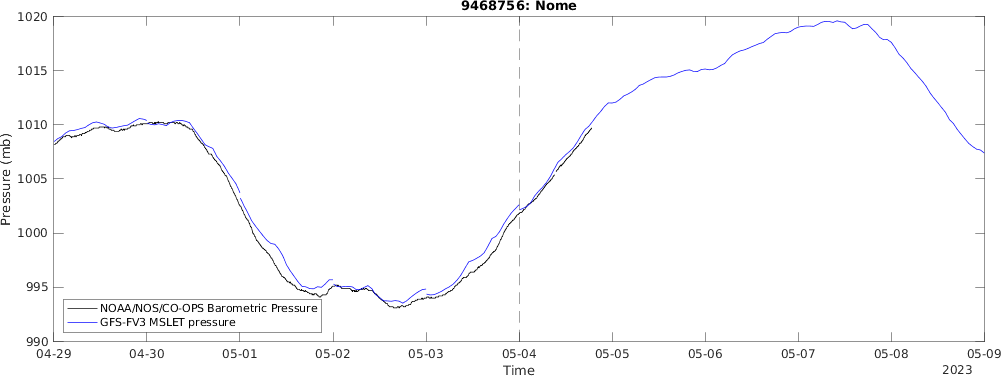 9468756: Nome
1020
1015
1010
1005
1000
995
990
Pressure (mb)
NOAA/NOS/CO-OPS Barometric Pressure
GFS-FV3 MSLET pressure
04-29 04-30 05-01 05-02 05-03 05-04 05-05 05-06 05-07 05-08 05-09
Time
2023